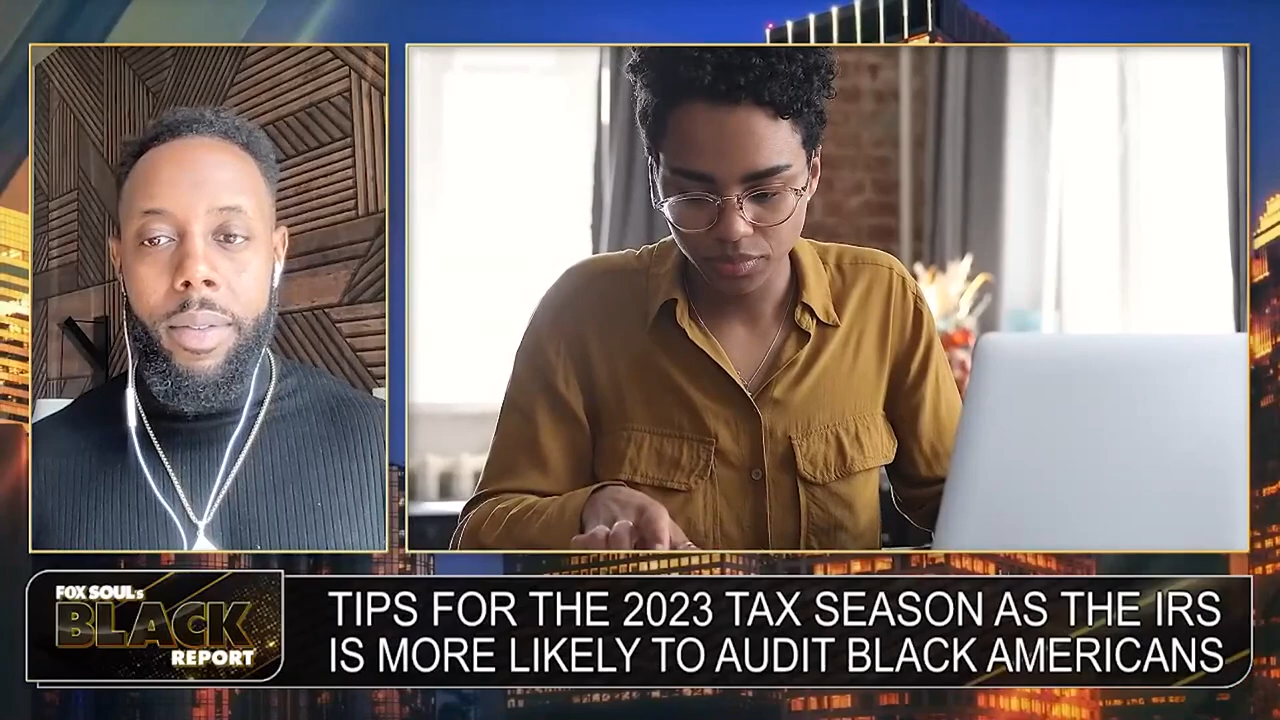 FOX SOUL's
BLACK
REPORT
TIPS FOR THE 2023 TAX SEASON AS THE IRS
IS MORE LIKELY TO AUDIT BLACK AMERICANS